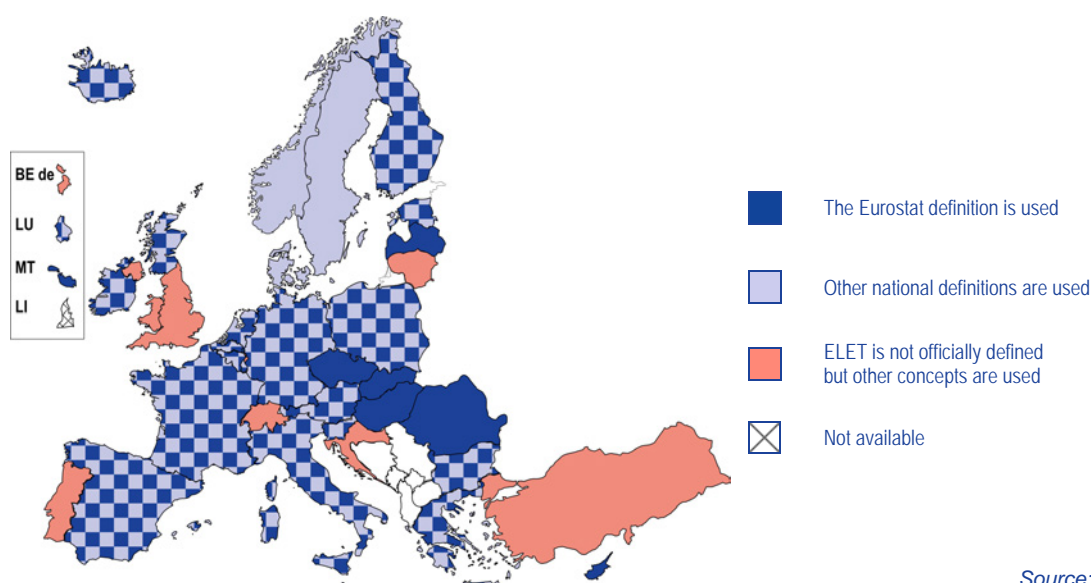 BE de
LU
MT
LI
The Eurostat definition is used
Other national definitions are used
ELET is not officially defined
but other concepts are used
Not available
Source: